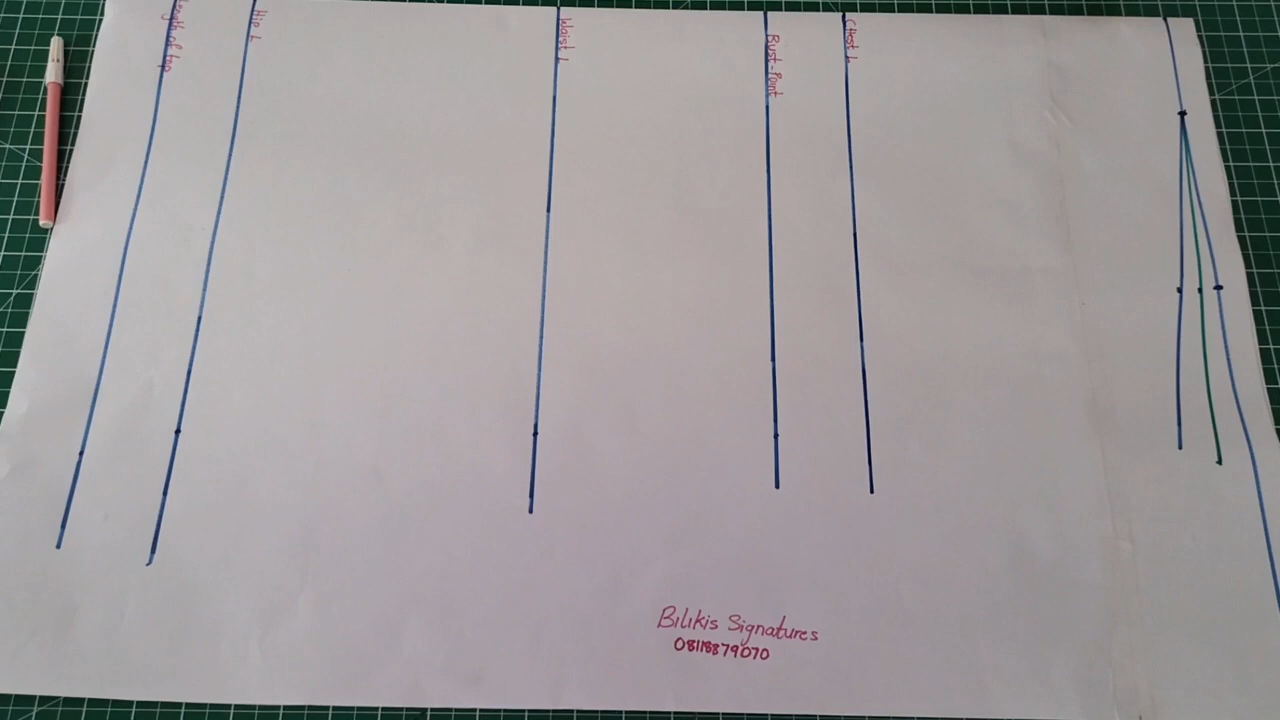 Length of top
Hip L
Waist L
Bust-Point
Chest L
Bilikis Signatures
08118879070